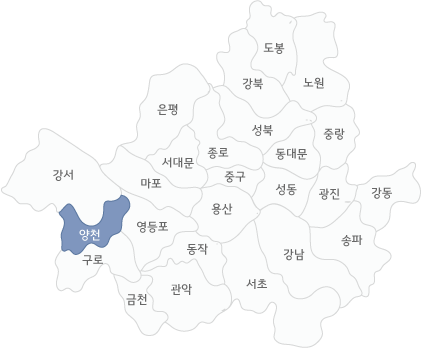 도봉
노원
강북
은평
성북
중랑
종로
동대문
서대문
강서
마포
중구
성동
광진
강동
용산
양천
영등포
송파
동작
강남
구로
서초
관악
금천